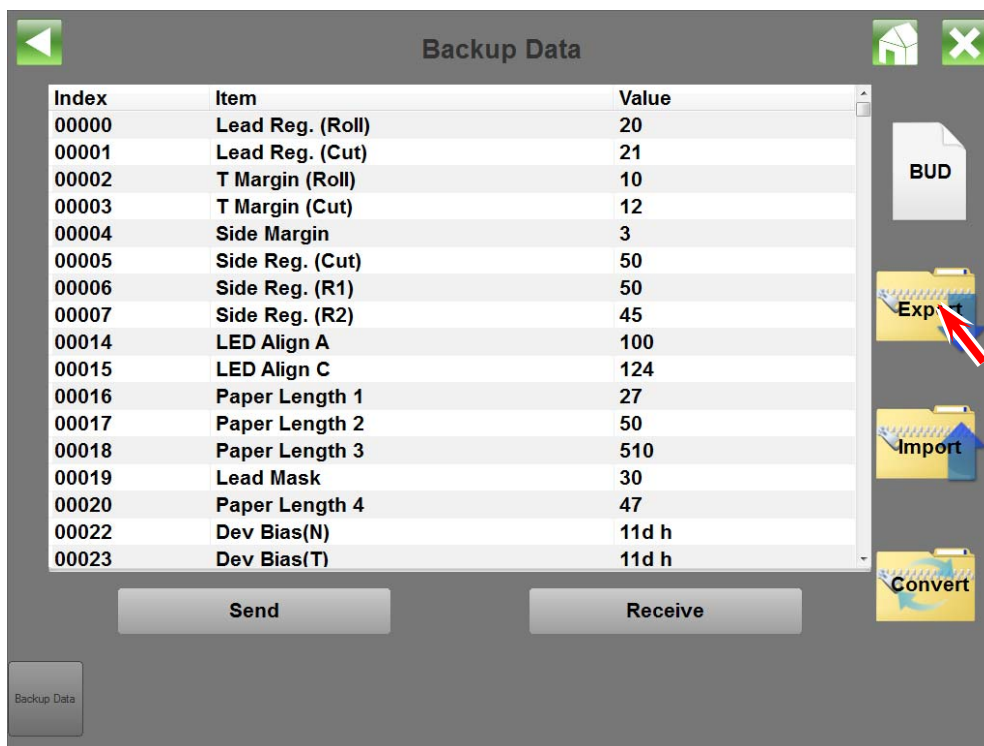 Backup Data
Index Item Value
00000 Lead Reg. (Roll) 20
00001 Lead Reg. (Cut) 21
00002 T Margin (Roll) 10
00003 T Margin (Cut) 12
00004 Side Margin 3
00005 Side Reg. (Cut) 50
00006 Side Reg. (R1) 50
00007 Side Reg. (R2) 45
00014 LED Align A 100
00015 LED Align C 124
00016 Paper Length 1 27
00017 Paper Length 2 50
00018 Paper Length 3 510
00019 Lead Mask 30
00020 Paper Length 4 47
00022 Dev Bias(N) 11d h
00023 Dev Bias(T) 11d h
BUD
Export
Import
Convert
Send Receive
Backup Data